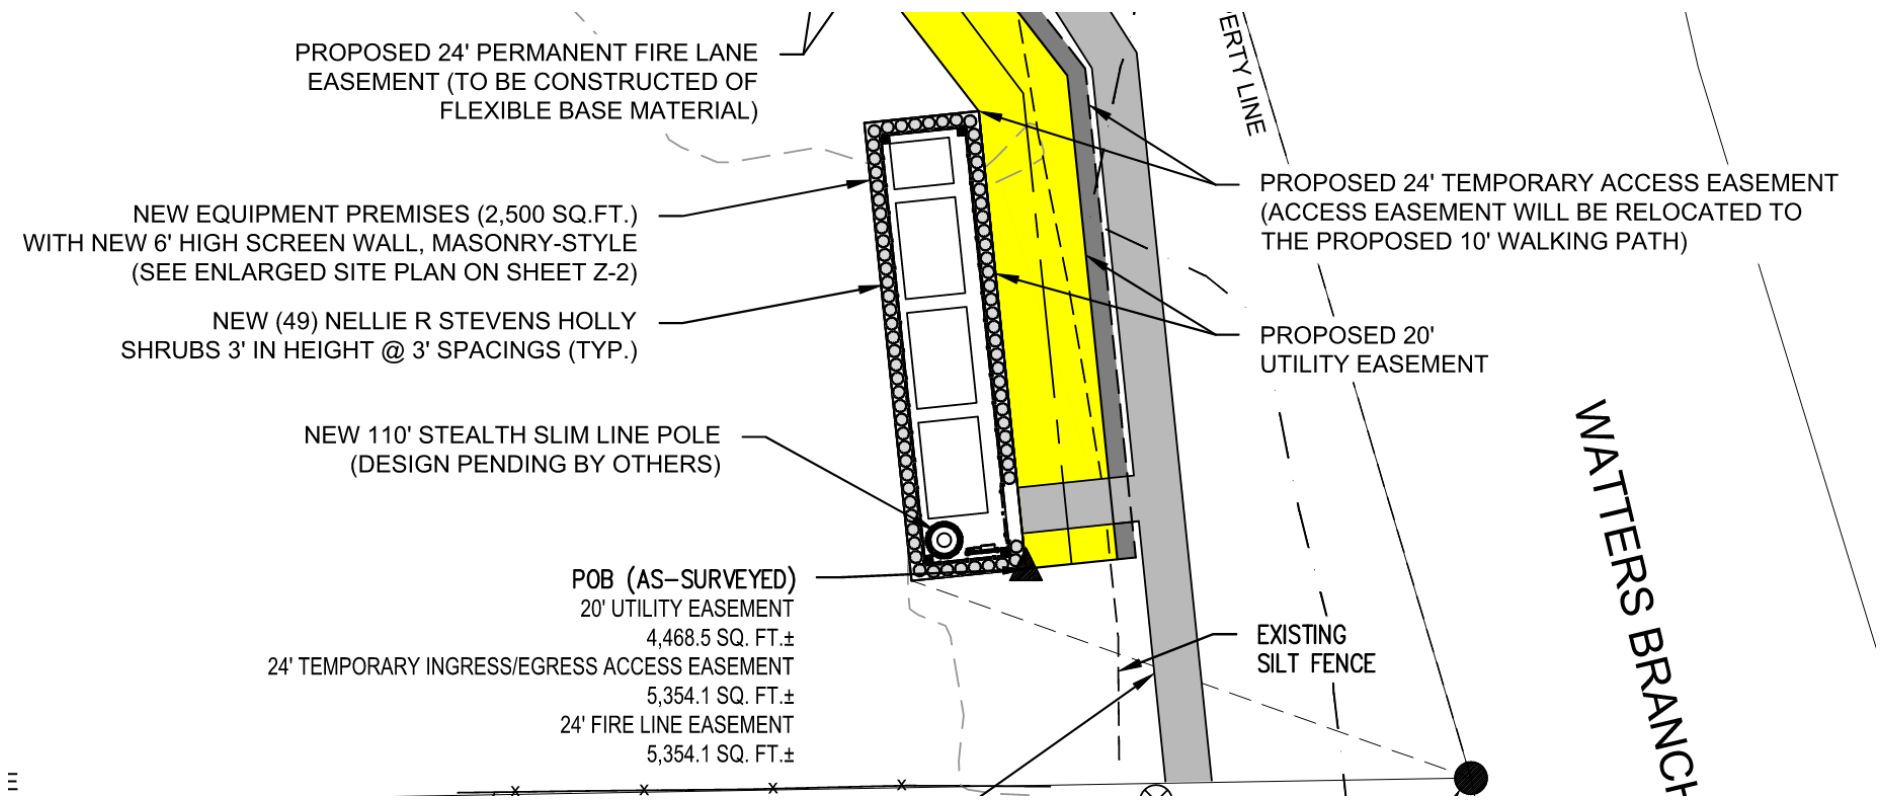 PROPOSED 24' PERMANENT FIRE LANE
EASEMENT (TO BE CONSTRUCTED OF
FLEXIBLE BASE MATERIAL)
ERTY LINE
PROPOSED 24' TEMPORARY ACCESS EASEMENT
(ACCESS EASEMENT WILL BE RELOCATED TO
THE PROPOSED 10' WALKING PATH)
NEW EQUIPMENT PREMISES (2,500 SQ.FT.)
WITH NEW 6' HIGH SCREEN WALL, MASONRY-STYLE
(SEE ENLARGED SITE PLAN ON SHEET Z-2)
NEW (49) NELLIE R STEVENS HOLLY
SHRUBS 3' IN HEIGHT @ 3' SPACINGS (TYP.)
PROPOSED 20'
UTILITY EASEMENT
NEW 110' STEALTH SLIM LINE POLE
(DESIGN PENDING BY OTHERS)
WATTERS BRANCH
POB (AS-SURVEYED)
20' UTILITY EASEMENT
4,468.5 SQ. FT.±
24' TEMPORARY INGRESS/EGRESS ACCESS EASEMENT
5,354.1 SQ. FT.±
24' FIRE LINE EASEMENT
5,354.1 SQ. FT.±
EXISTING
SILT FENCE